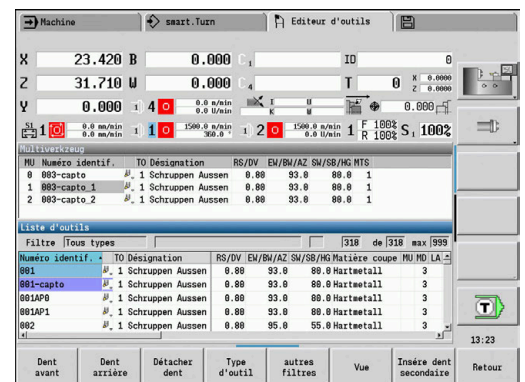 Machine smart.Turn Editeur d'outils
X 23.420 B 0.000 C 1 ID 0
Z 31.710 W 0.000 C 4 T 0 X 0.0000 Z 0.0000
Y 0.000 1) 4 0.0 m/min 0.0 U/min I U K W 0.000
S1 1 0.0 mm/min 0.0 mm/min 1) 1 1500.0 m/min 360.0 ° 1) 2 1500.0 m/min 0.0 U/min 1 F 100% R 100% S 1 100%
Multiverkzeug
MU Numéro identif. TO Désignation RS/DV EW/BW/AZ SW/SB/HG MTS
0 003-capto 1 Schruppen Aussen 0.80 93.0 80.0 1
1 003-capto_1 1 Schruppen Aussen 0.80 93.0 80.0 1
2 003-capto_2 1 Schruppen Aussen 0.80 93.0 80.0 1
Liste d'outils
Filtre Tous types 318 de 318 max 999
Numéro identif. TO Désignation RS/DV EW/BW/AZ SW/SB/HG Matière coupe MU MD LA
001 1 Schruppen Aussen 0.80 93.0 80.0 Hartmetall 3
001-capto 1 Schruppen Aussen 0.80 93.0 80.0 Hartmetall 3
001AP0 1 Schruppen Aussen 0.80 93.0 80.0 Hartmetall 3
001AP1 1 Schruppen Aussen 0.80 93.0 80.0 Hartmetall 3
002 1 Schruppen Aussen 0.80 95.0 55.0 Hartmetall 3
T
13:23
Dent avant
Dent arrière
Détacher dent
Type d'outil
autres filtres
Vue
Insére dent secondaire
Retour